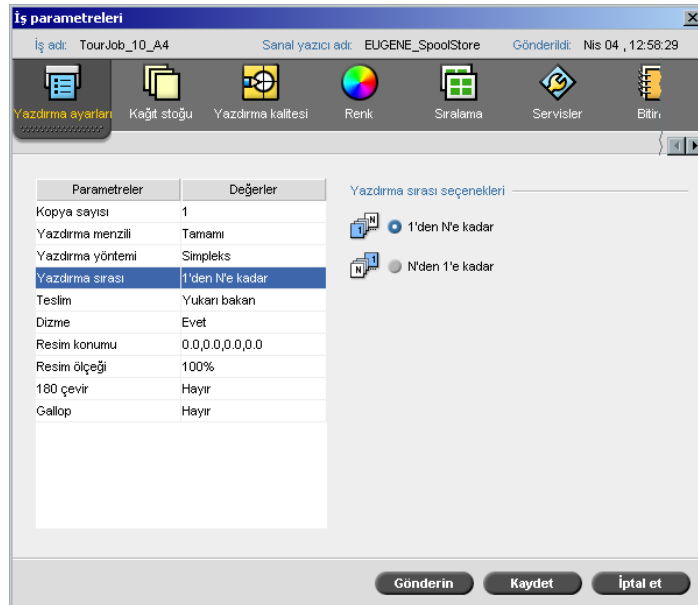 İş parametreleri
İş adı: TourJob_10_A4 Sanal yazıcı adı: EUGENE_SpoolStore Gönderildi: Nis 04 , 12:58:29
Yazdırma ayarları Kağıt stoğu Yazdırma kalitesi Renk Sıralama Servisler Bitiri
Parametreler Değerler
Kopya sayısı 1
Yazdırma menzili Tamamı
Yazdırma yöntemi Simpleks
Yazdırma sırası 1'den N'e kadar
Teslim Yukarı bakan
Dizme Evet
Resim konumu 0.0,0.0,0.0,0.0
Resim ölçeği 100%
180 çevir Hayır
Gallop Hayır
Yazdırma sırası seçenekleri
1 N 1'den N'e kadar
N 1 N'den 1'e kadar
Gönderin Kaydet İptal et